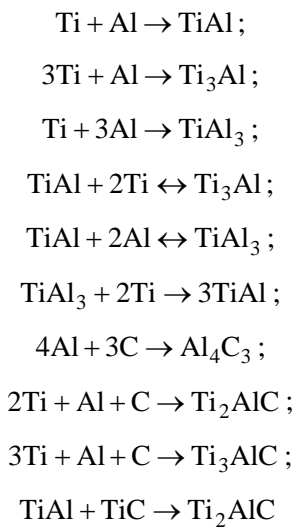 Ti + Al → TiAl ;
3Ti + Al → Ti₃Al ;
Ti + 3Al → TiAl₃ ;
TiAl + 2Ti ↔ Ti₃Al ;
TiAl + 2Al ↔ TiAl₃ ;
TiAl₃ + 2Ti → 3TiAl ;
4Al + 3C → Al₄C₃ ;
2Ti + Al + C → Ti₂AlC ;
3Ti + Al + C → Ti₃AlC ;
TiAl + TiC → Ti₂AlC